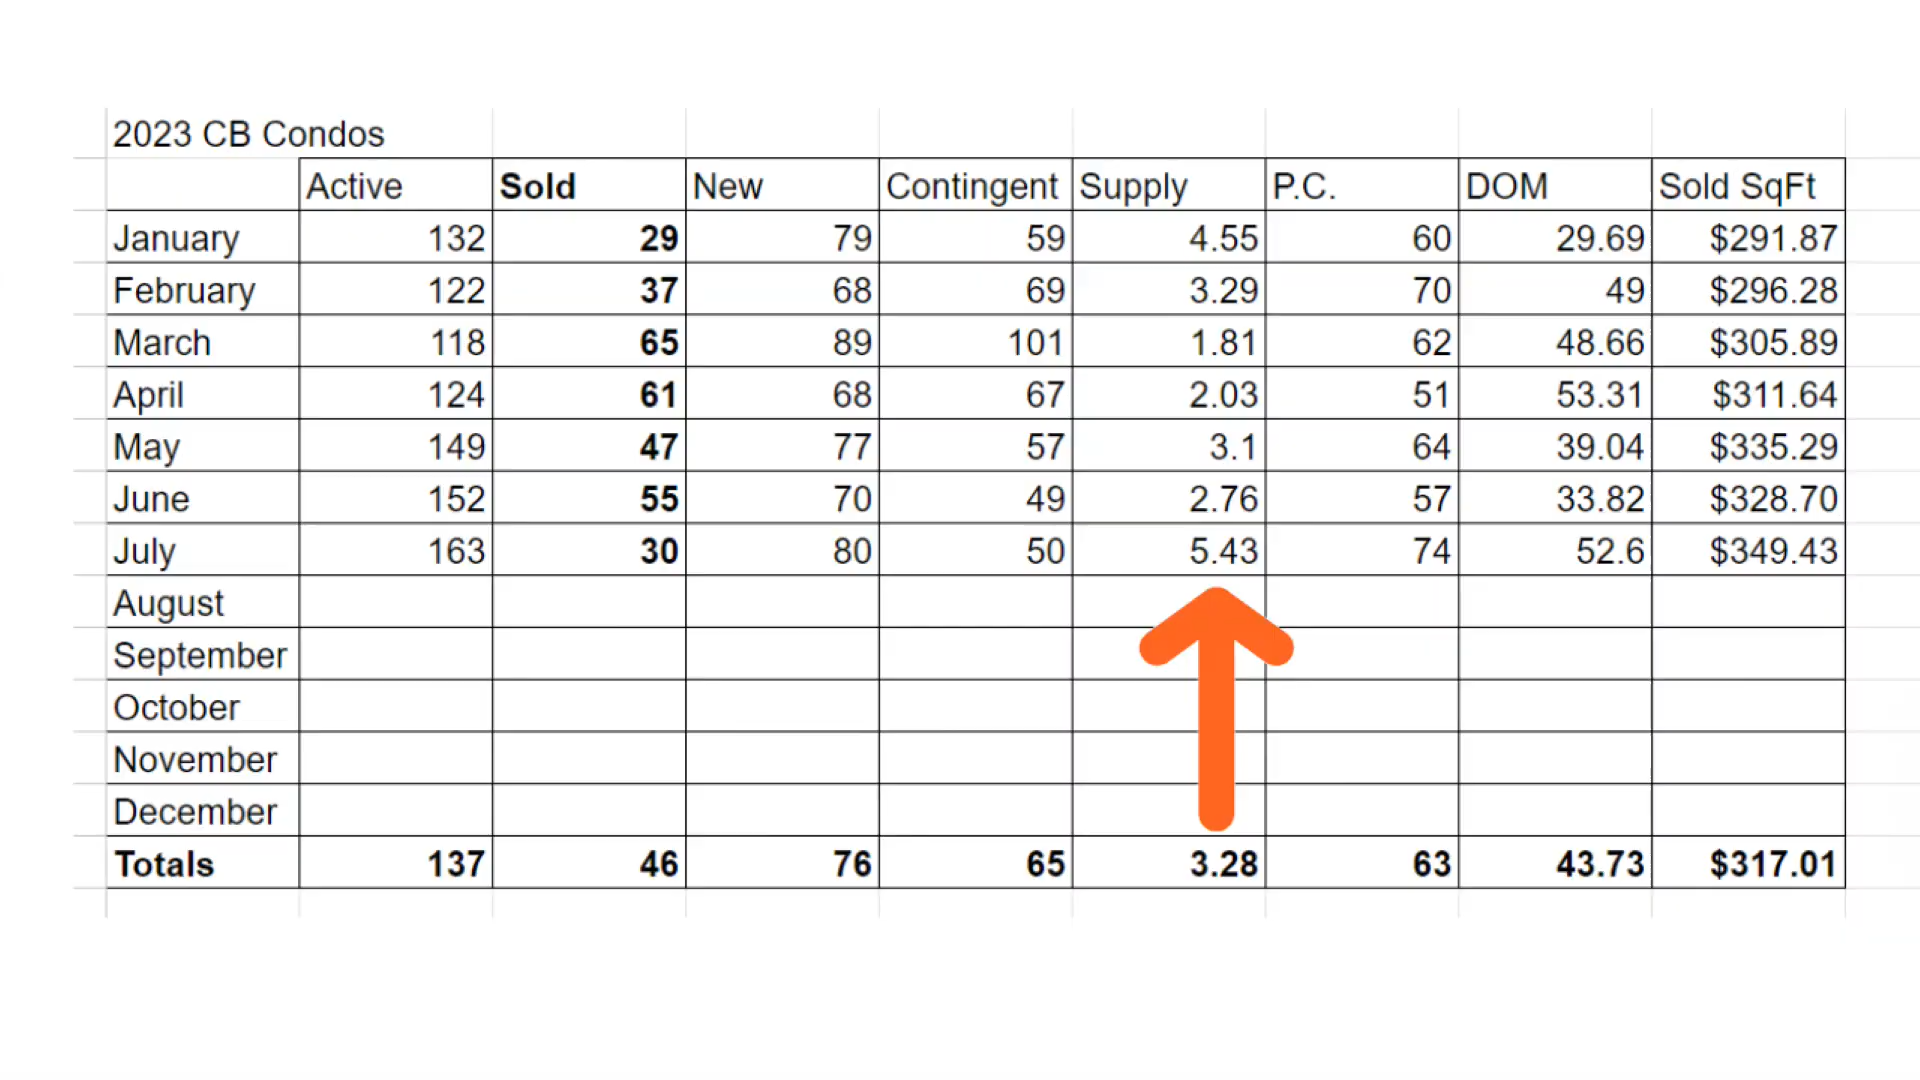 2023 CB Condos
Active Sold New Contingent Supply P.C. DOM Sold SqFt
January 132 29 79 59 4.55 60 29.69 $291.87
February 122 37 68 69 3.29 70 49 $296.28
March 118 65 89 101 1.81 62 48.66 $305.89
April 124 61 68 67 2.03 51 53.31 $311.64
May 149 47 77 57 3.1 64 39.04 $335.29
June 152 55 70 49 2.76 57 33.82 $328.70
July 163 30 80 50 5.43 74 52.6 $349.43
August
September
October
November
December
Totals 137 46 76 65 3.28 63 43.73 $317.01